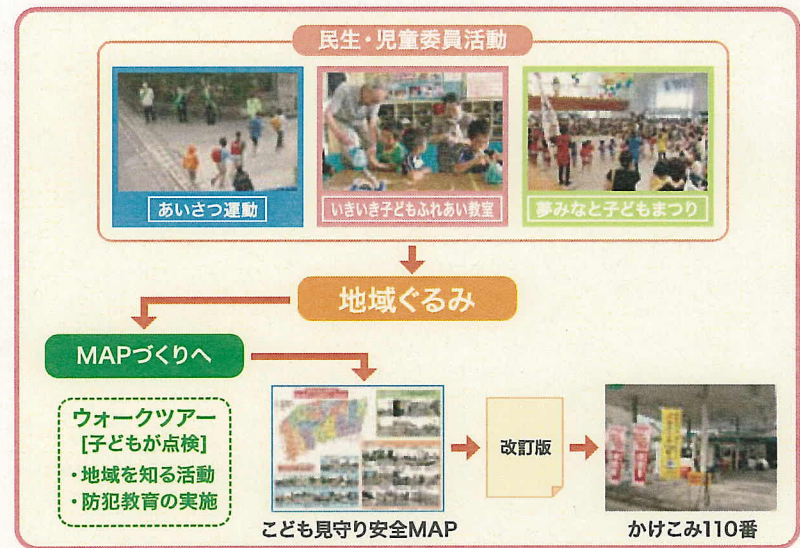 民生・児童委員活動
あいさつ運動
いきいき子どもふれあい教室
夢みなと子どもまつり
地域ぐるみ
MAPづくりへ
ウォークツアー
[子どもが点検]
・地域を知る活動
・防犯教育の実施
改訂版
こども見守り安全MAP
かけこみ110番